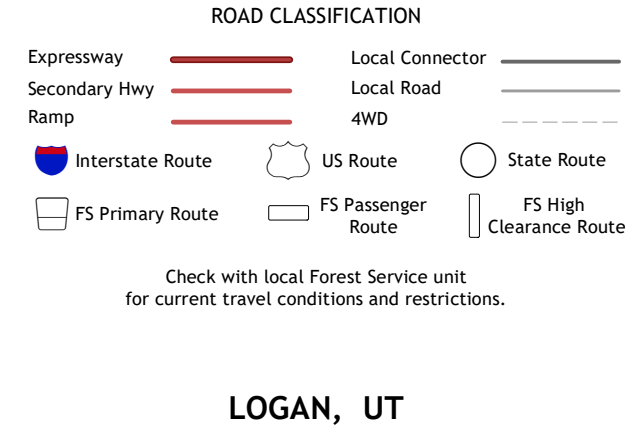 ROAD CLASSIFICATION
Expressway
Local Connector
Secondary Hwy
Local Road
Ramp
4WD
Interstate Route
US Route
State Route
FS Primary Route
FS Passenger
Route
FS High
Clearance Route
Check with local Forest Service unit
for current travel conditions and restrictions.
LOGAN, UT